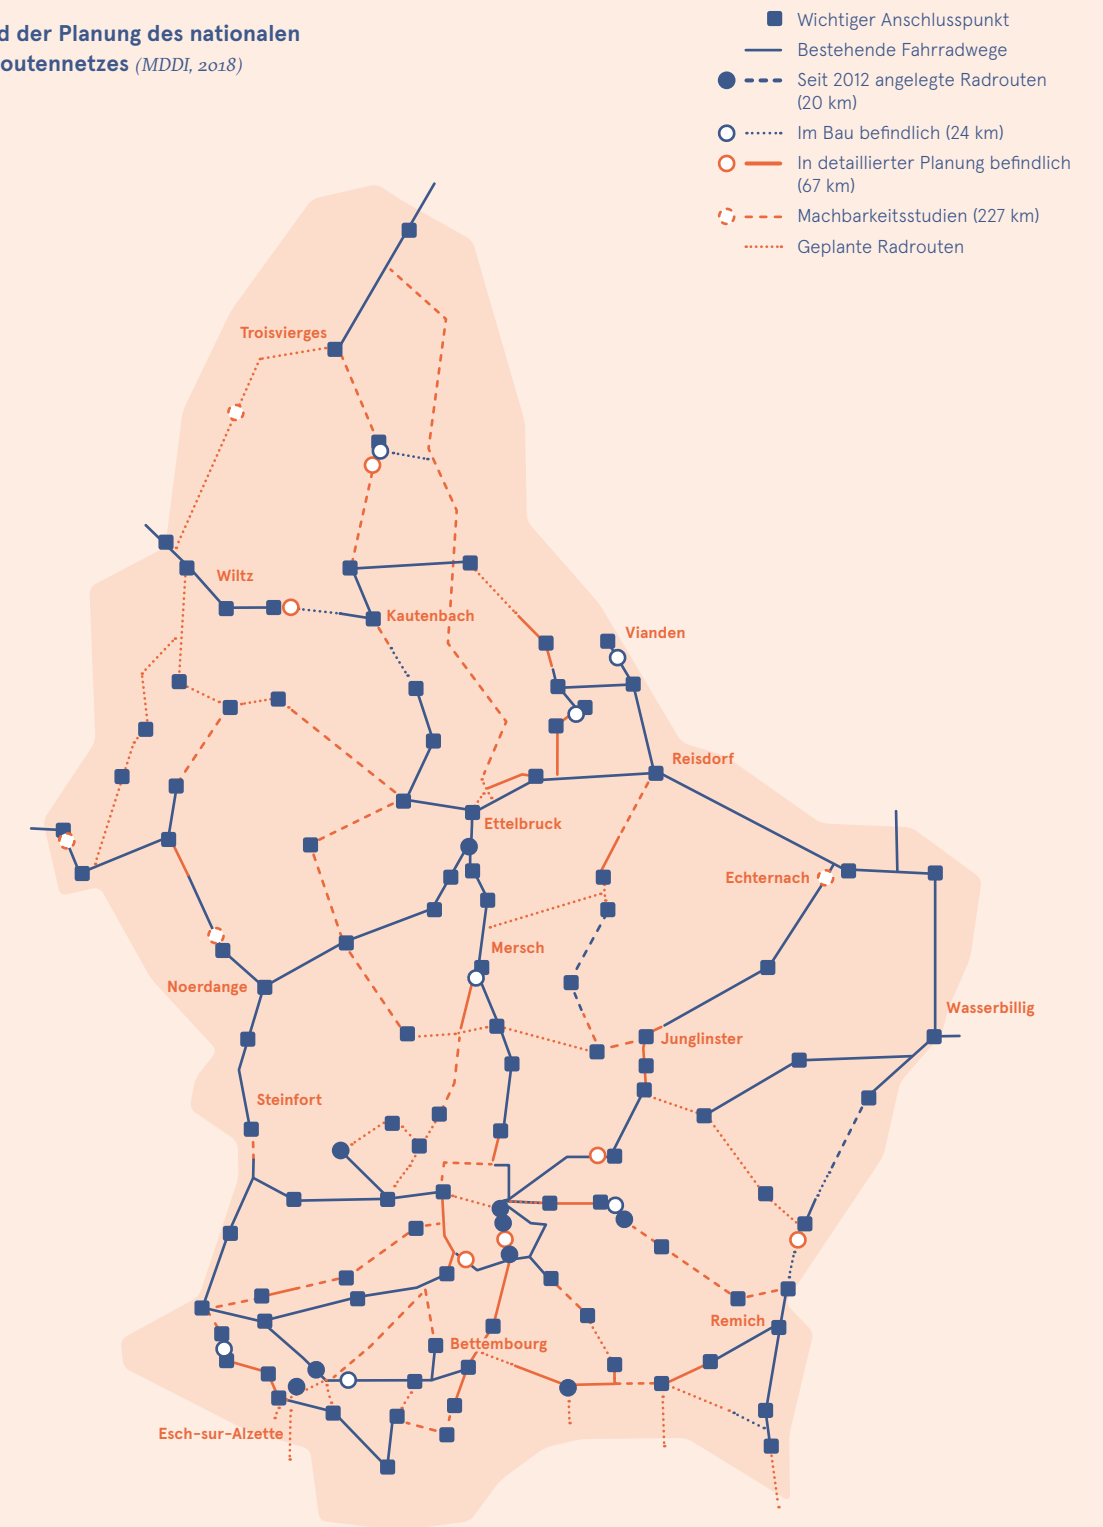 d der Planung des nationalen
outennetzes (MDDI, 2018)
Wichtiger Anschlusspunkt
Bestehende Fahrradwege
Seit 2012 angelegte Radrouten
(20 km)
Im Bau befindlich (24 km)
In detaillierter Planung befindlich
(67 km)
Machbarkeitsstudien (227 km)
Geplante Radrouten
Troisvierges
Wiltz
Kautenbach
Vianden
Reisdorf
Ettelbruck
Echternach
Mersch
Noerdange
Wasserbillig
Junglinster
Steinfort
Remich
Bettembourg
Esch-sur-Alzette